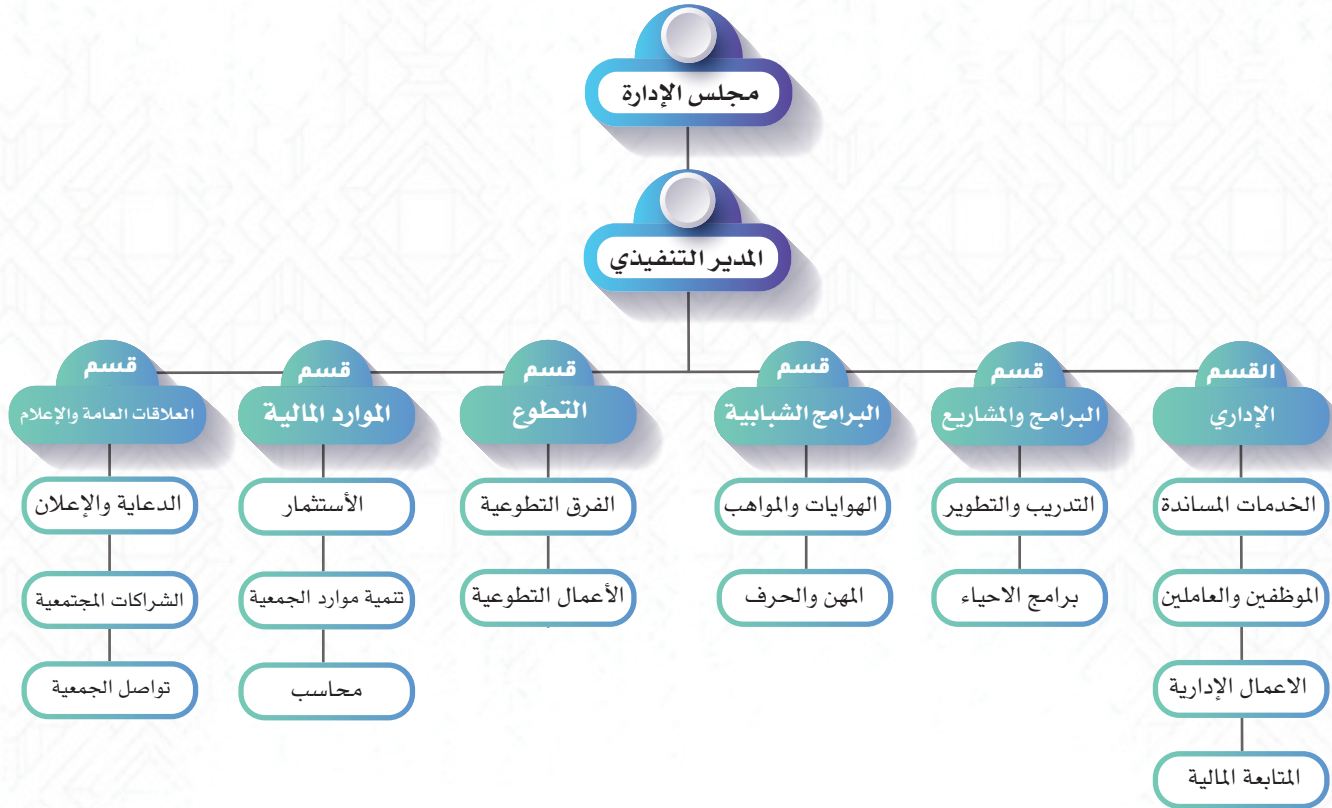 مجلس الإدارة
المدير التنفيذي
القسم
الإداري
الخدمات المساندة
الموظفين والعاملين
الاعمال الإدارية
المتابعة المالية
قسم
البرامج والمشاريع
التدريب والتطوير
برامج الاحياء
قسم
البرامج الشبابية
الهوايات والمواهب
المهن والحرف
قسم
التطوع
الفرق التطوعية
الأعمال التطوعية
قسم
الموارد المالية
الأستثمار
تنمية موارد الجمعية
محاسب
قسم
العلاقات العامة والإعلام
الدعاية والإعلان
الشراكات المجتمعية
تواصل الجمعية